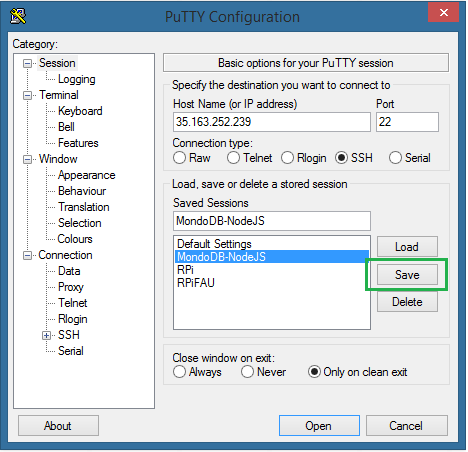 PuTTY Configuration
Category:
Session
Logging
Terminal
Keyboard
Bell
Features
Window
Appearance
Behaviour
Translation
Selection
Colours
Connection
Data
Proxy
Telnet
Rlogin
SSH
Serial
Basic options for your PuTTY session
Specify the destination you want to connect to
Host Name (or IP address) Port
35.163.252.239 22
Connection type:
Raw Telnet Rlogin SSH Serial
Load, save or delete a stored session
Saved Sessions
MondoDB-NodeJS
Default Settings
MondoDB-NodeJS
RPi
RPiFAU
Load
Save
Delete
Close window on exit:
Always Never Only on clean exit
About Open Cancel